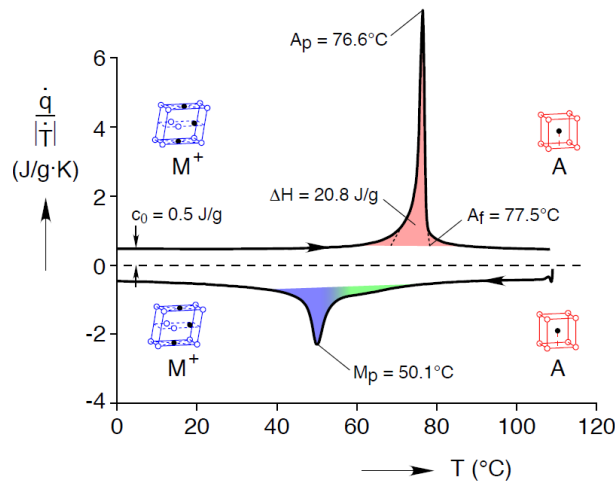 q̇
|Ṫ|
(J/g·K)
6
4
2
0
-2
-4
M+
A
Ap = 76.6°C
ΔH = 20.8 J/g
Af = 77.5°C
c0 = 0.5 J/g
M+
A
Mp = 50.1°C
0
20
40
60
80
100
120
T (°C)